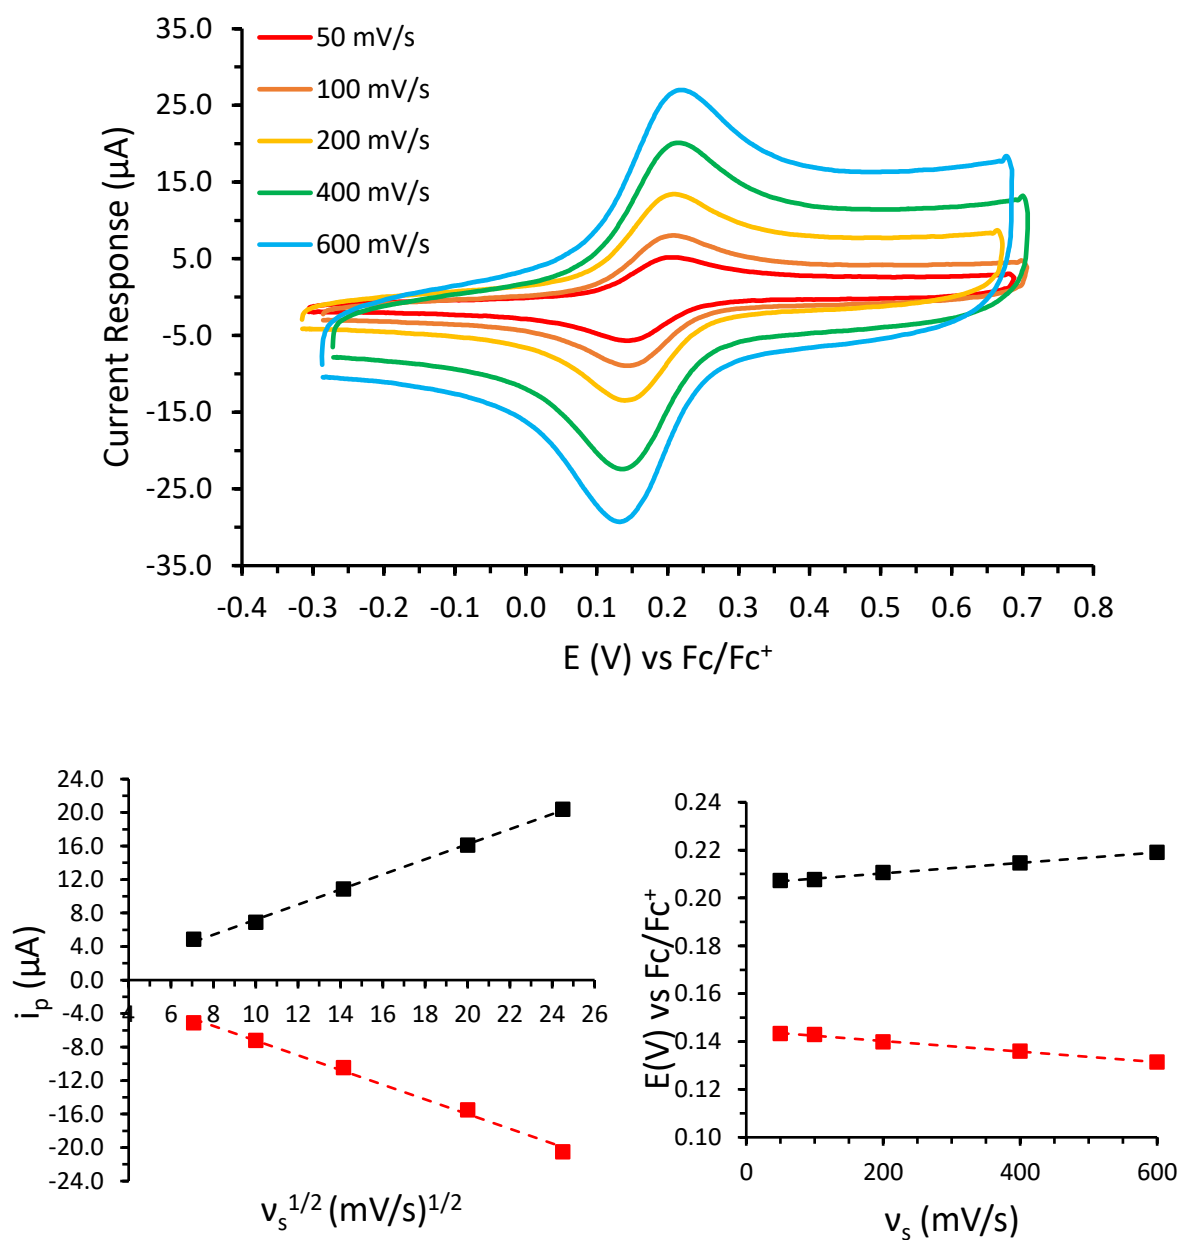 35.0
25.0
15.0
5.0
-5.0
-15.0
-25.0
-35.0
Current Response (µA)
50 mV/s
100 mV/s
200 mV/s
400 mV/s
600 mV/s
-0.4 -0.3 -0.2 -0.1 0.0 0.1 0.2 0.3 0.4 0.5 0.6 0.7 0.8
E (V) vs Fc/Fc⁺
24.0
20.0
16.0
12.0
8.0
4.0
0.0
-4.0
-8.0
-12.0
-16.0
-20.0
-24.0
i_p (µA)
4 6 8 10 12 14 16 18 20 22 24 26
ν_s^1/2 (mV/s)^1/2
0.24
0.22
0.20
0.18
0.16
0.14
0.12
0.10
E(V) vs Fc/Fc⁺
0 200 400 600
ν_s (mV/s)